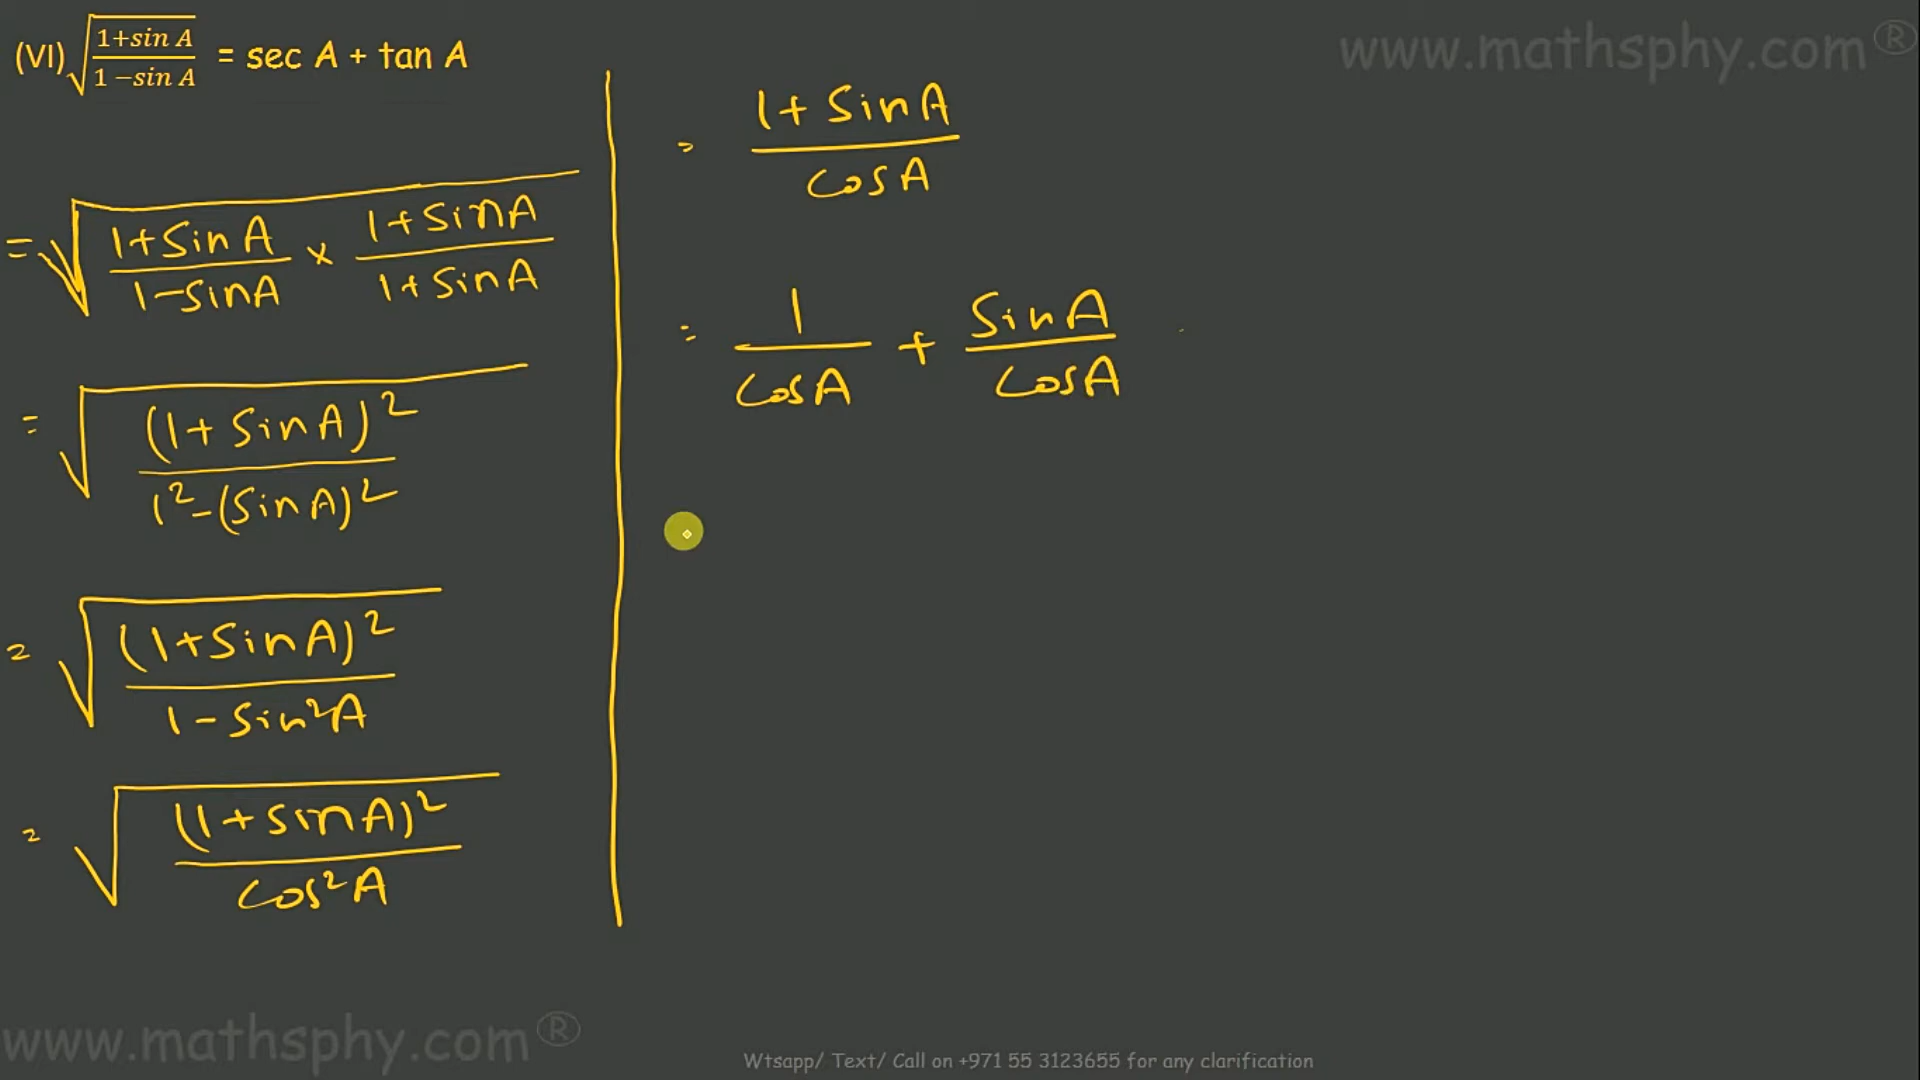 (VI) √((1+sin A)/(1 −sin A)) = sec A + tan A
www.mathsphy.com®
= √((1+SinA)/(1-SinA) × (1+SinA)/(1+SinA))
= √((1+SinA)²/(1²-(SinA)²))
= √((1+SinA)²/(1-Sin²A))
= √((1+SinA)²/(Cos²A))
= (1+SinA)/(CosA)
= 1/(CosA) + SinA/(CosA)
www.mathsphy.com®
Wtsapp/ Text/ Call on +971 55 3123655 for any clarification